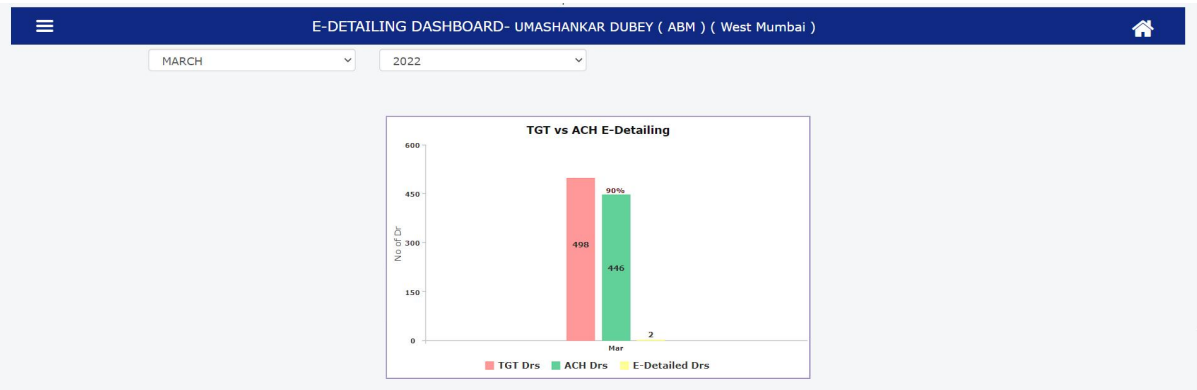 E-DETAILING DASHBOARD- UMASHANKAR DUBEY ( ABM ) ( West Mumbai )
MARCH 2022
TGT vs ACH E-Detailing
600
450
300
150
0
No of Dr
90%
498
446
2
Mar
TGT Drs ACH Drs E-Detailed Drs